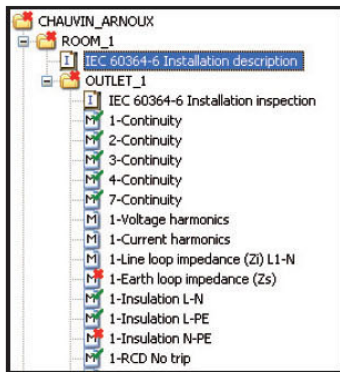 CHAUVIN_ARNOUX
ROOM_1
IEC 60364-6 Installation description
OUTLET_1
IEC 60364-6 Installation inspection
1-Continuity
2-Continuity
3-Continuity
4-Continuity
7-Continuity
1-Voltage harmonics
1-Current harmonics
1-Line loop impedance (Zi) L1-N
1-Earth loop impedance (Zs)
1-Insulation L-N
1-Insulation L-PE
1-Insulation N-PE
1-RCD No trip